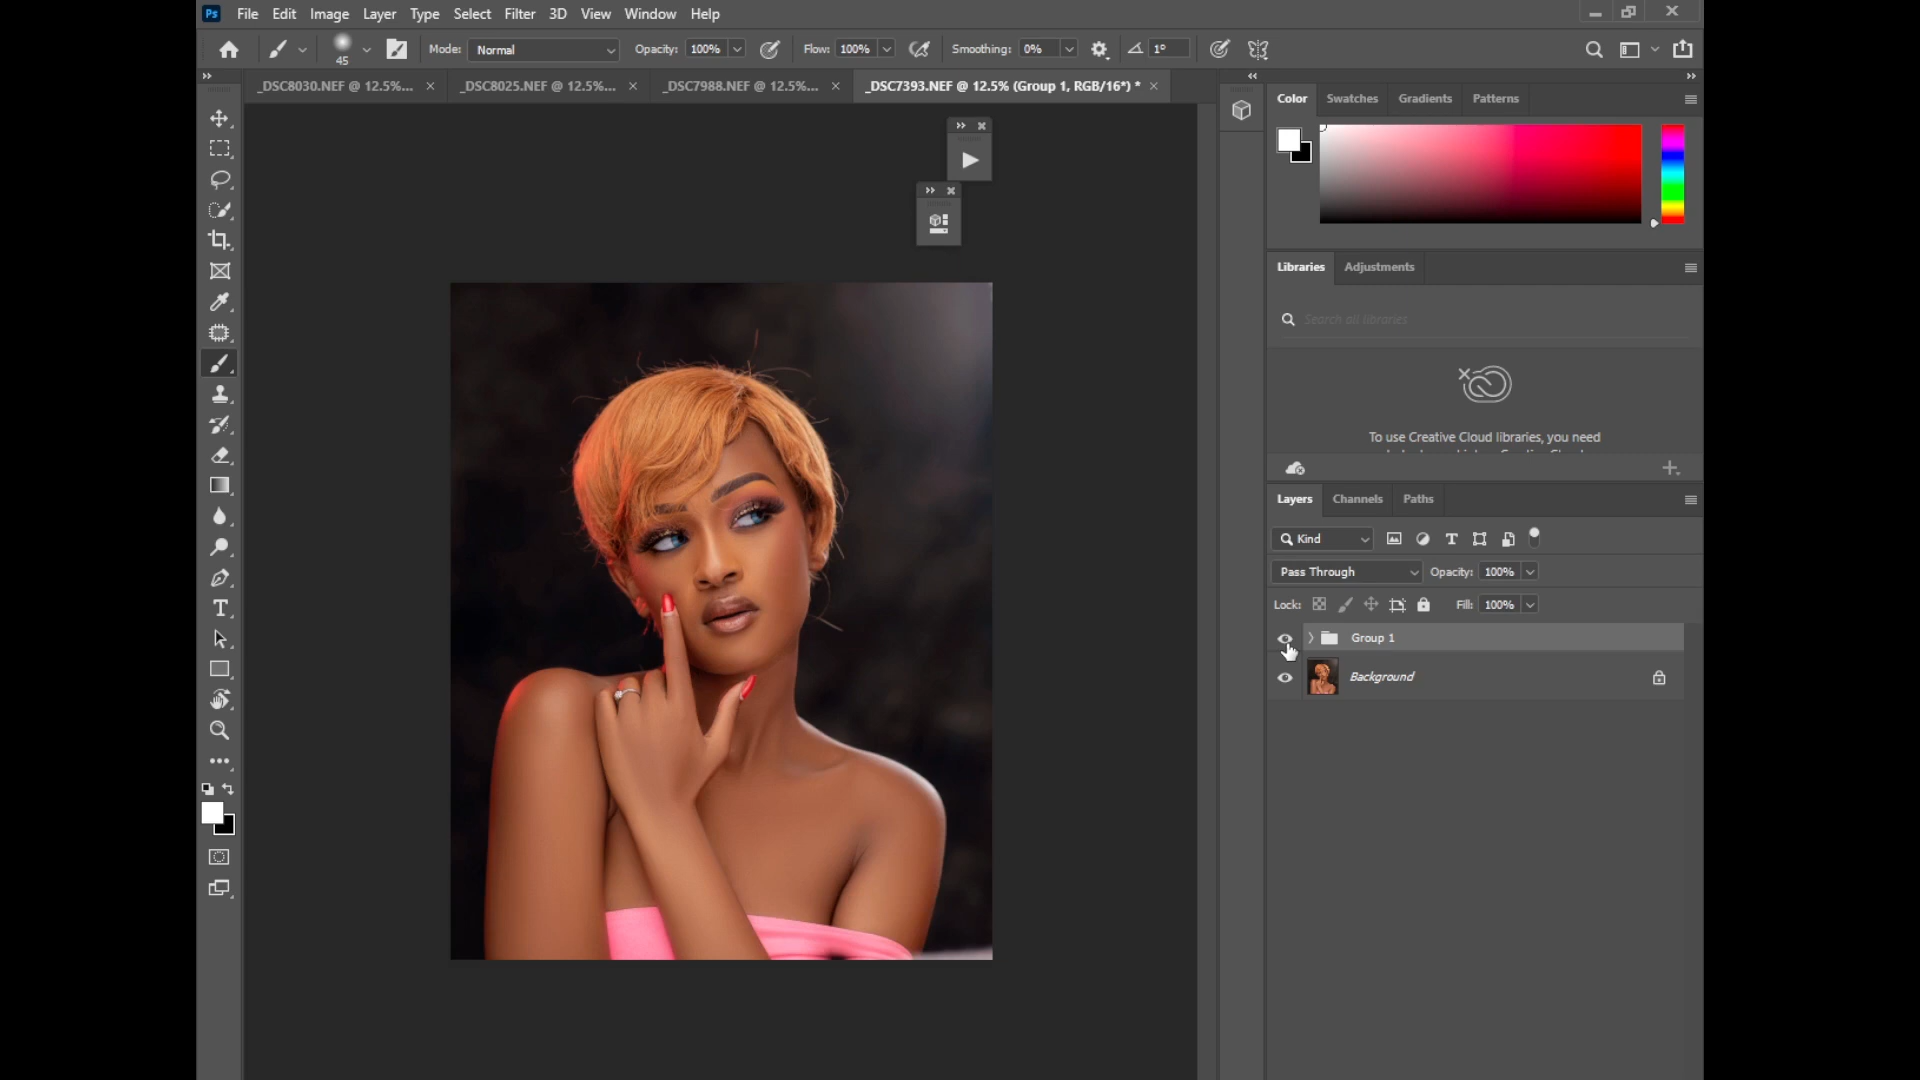 Ps File Edit Image Layer Type Select Filter 3D View Window Help
45 Mode: Normal Opacity: 100% Flow: 100% Smoothing: 0% 1°
_DSC8030.NEF @ 12.5%... _DSC8025.NEF @ 12.5%... _DSC7988.NEF @ 12.5%... _DSC7393.NEF @ 12.5% (Group 1, RGB/16*) *
Color Swatches Gradients Patterns
Libraries Adjustments
Search all libraries
To use Creative Cloud libraries, you need
Layers Channels Paths
Kind
Pass Through Opacity: 100%
Lock: Fill: 100%
Group 1
Background